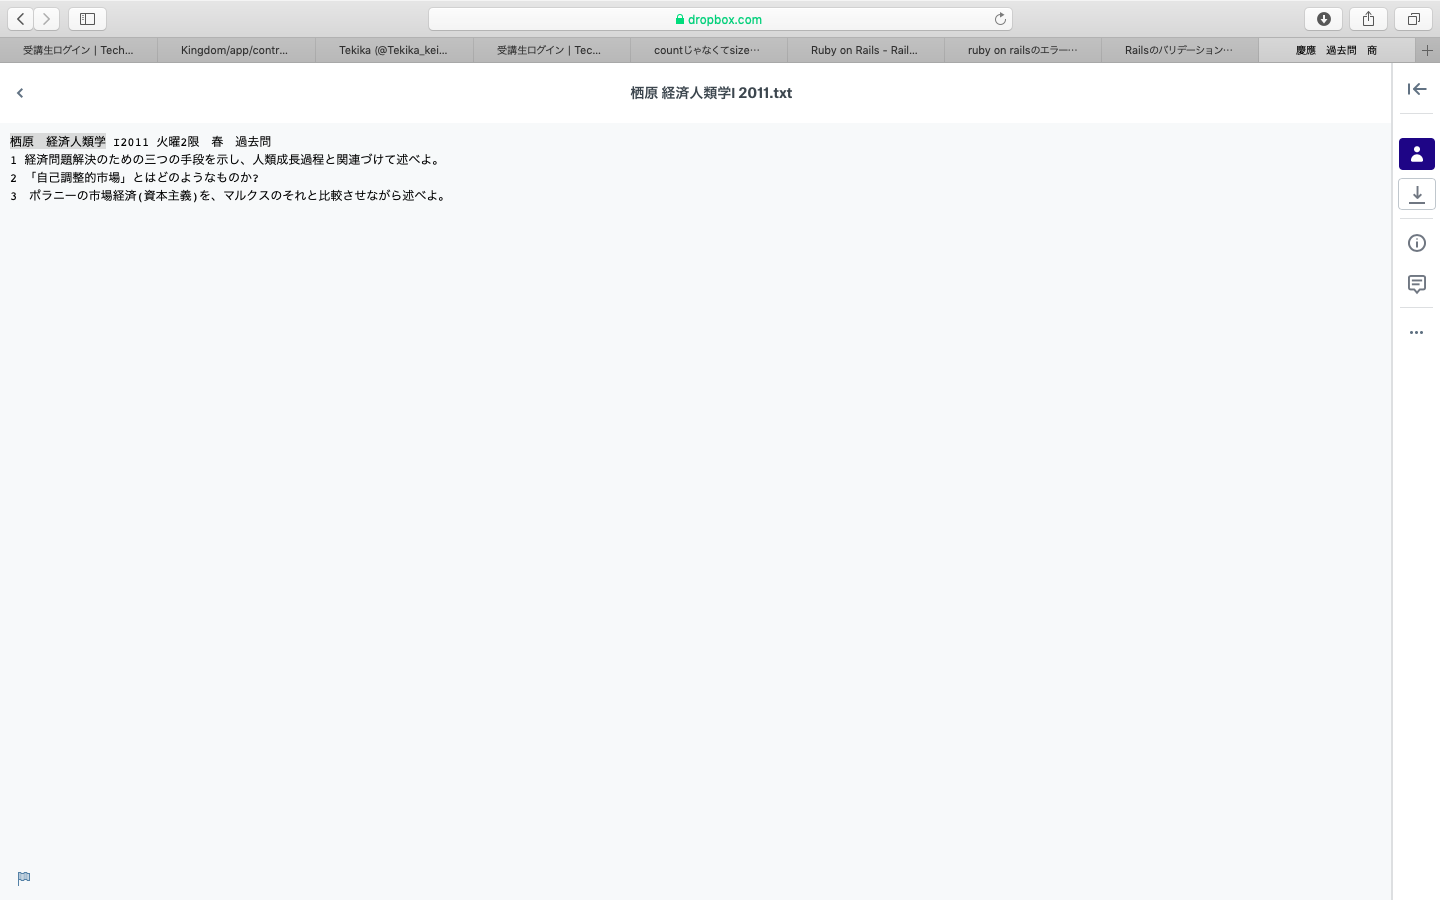 dropbox.com
受講生ログイン | Tech...
Kingdom/app/contr...
Tekika (@Tekika_kei...
受講生ログイン | Tec...
countじゃなくてsize…
Ruby on Rails - Rail...
ruby on railsのエラー…
Railsのバリデーション…
慶應　過去問　商
栖原 経済人類学I 2011.txt
栖原　経済人類学 I2011 火曜2限　春　過去問
1 経済問題解決のための三つの手段を示し、人類成長過程と関連づけて述べよ。
2 「自己調整的市場」とはどのようなものか?
3　ポラニーの市場経済(資本主義)を、マルクスのそれと比較させながら述べよ。